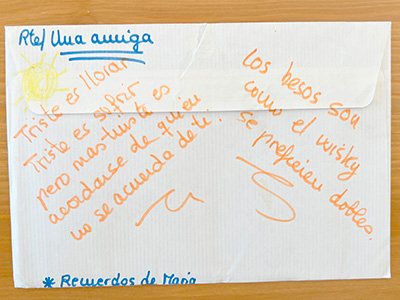 Rte/ Una amiga
Triste es llorar
Triste es sufrir
pero mas triste es
acordarse de quien
no se acuerda de ti.
Los besos son
como el wisky
se prefieren dobles.
* Recuerdos de Maria